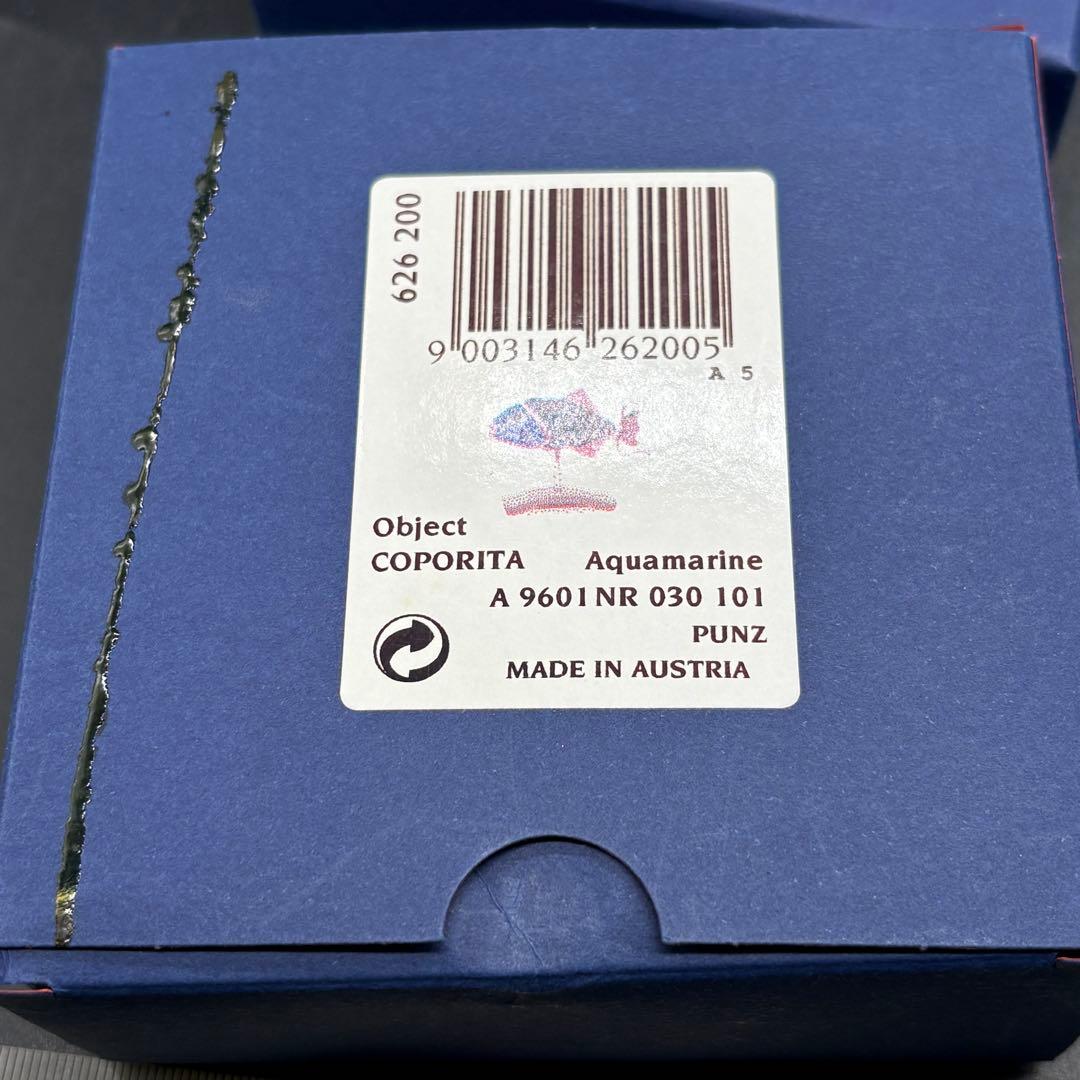 626 200
9 003146 262005
A 5
Object
COPORITA Aquamarine
A 9601 NR 030 101
PUNZ
MADE IN AUSTRIA